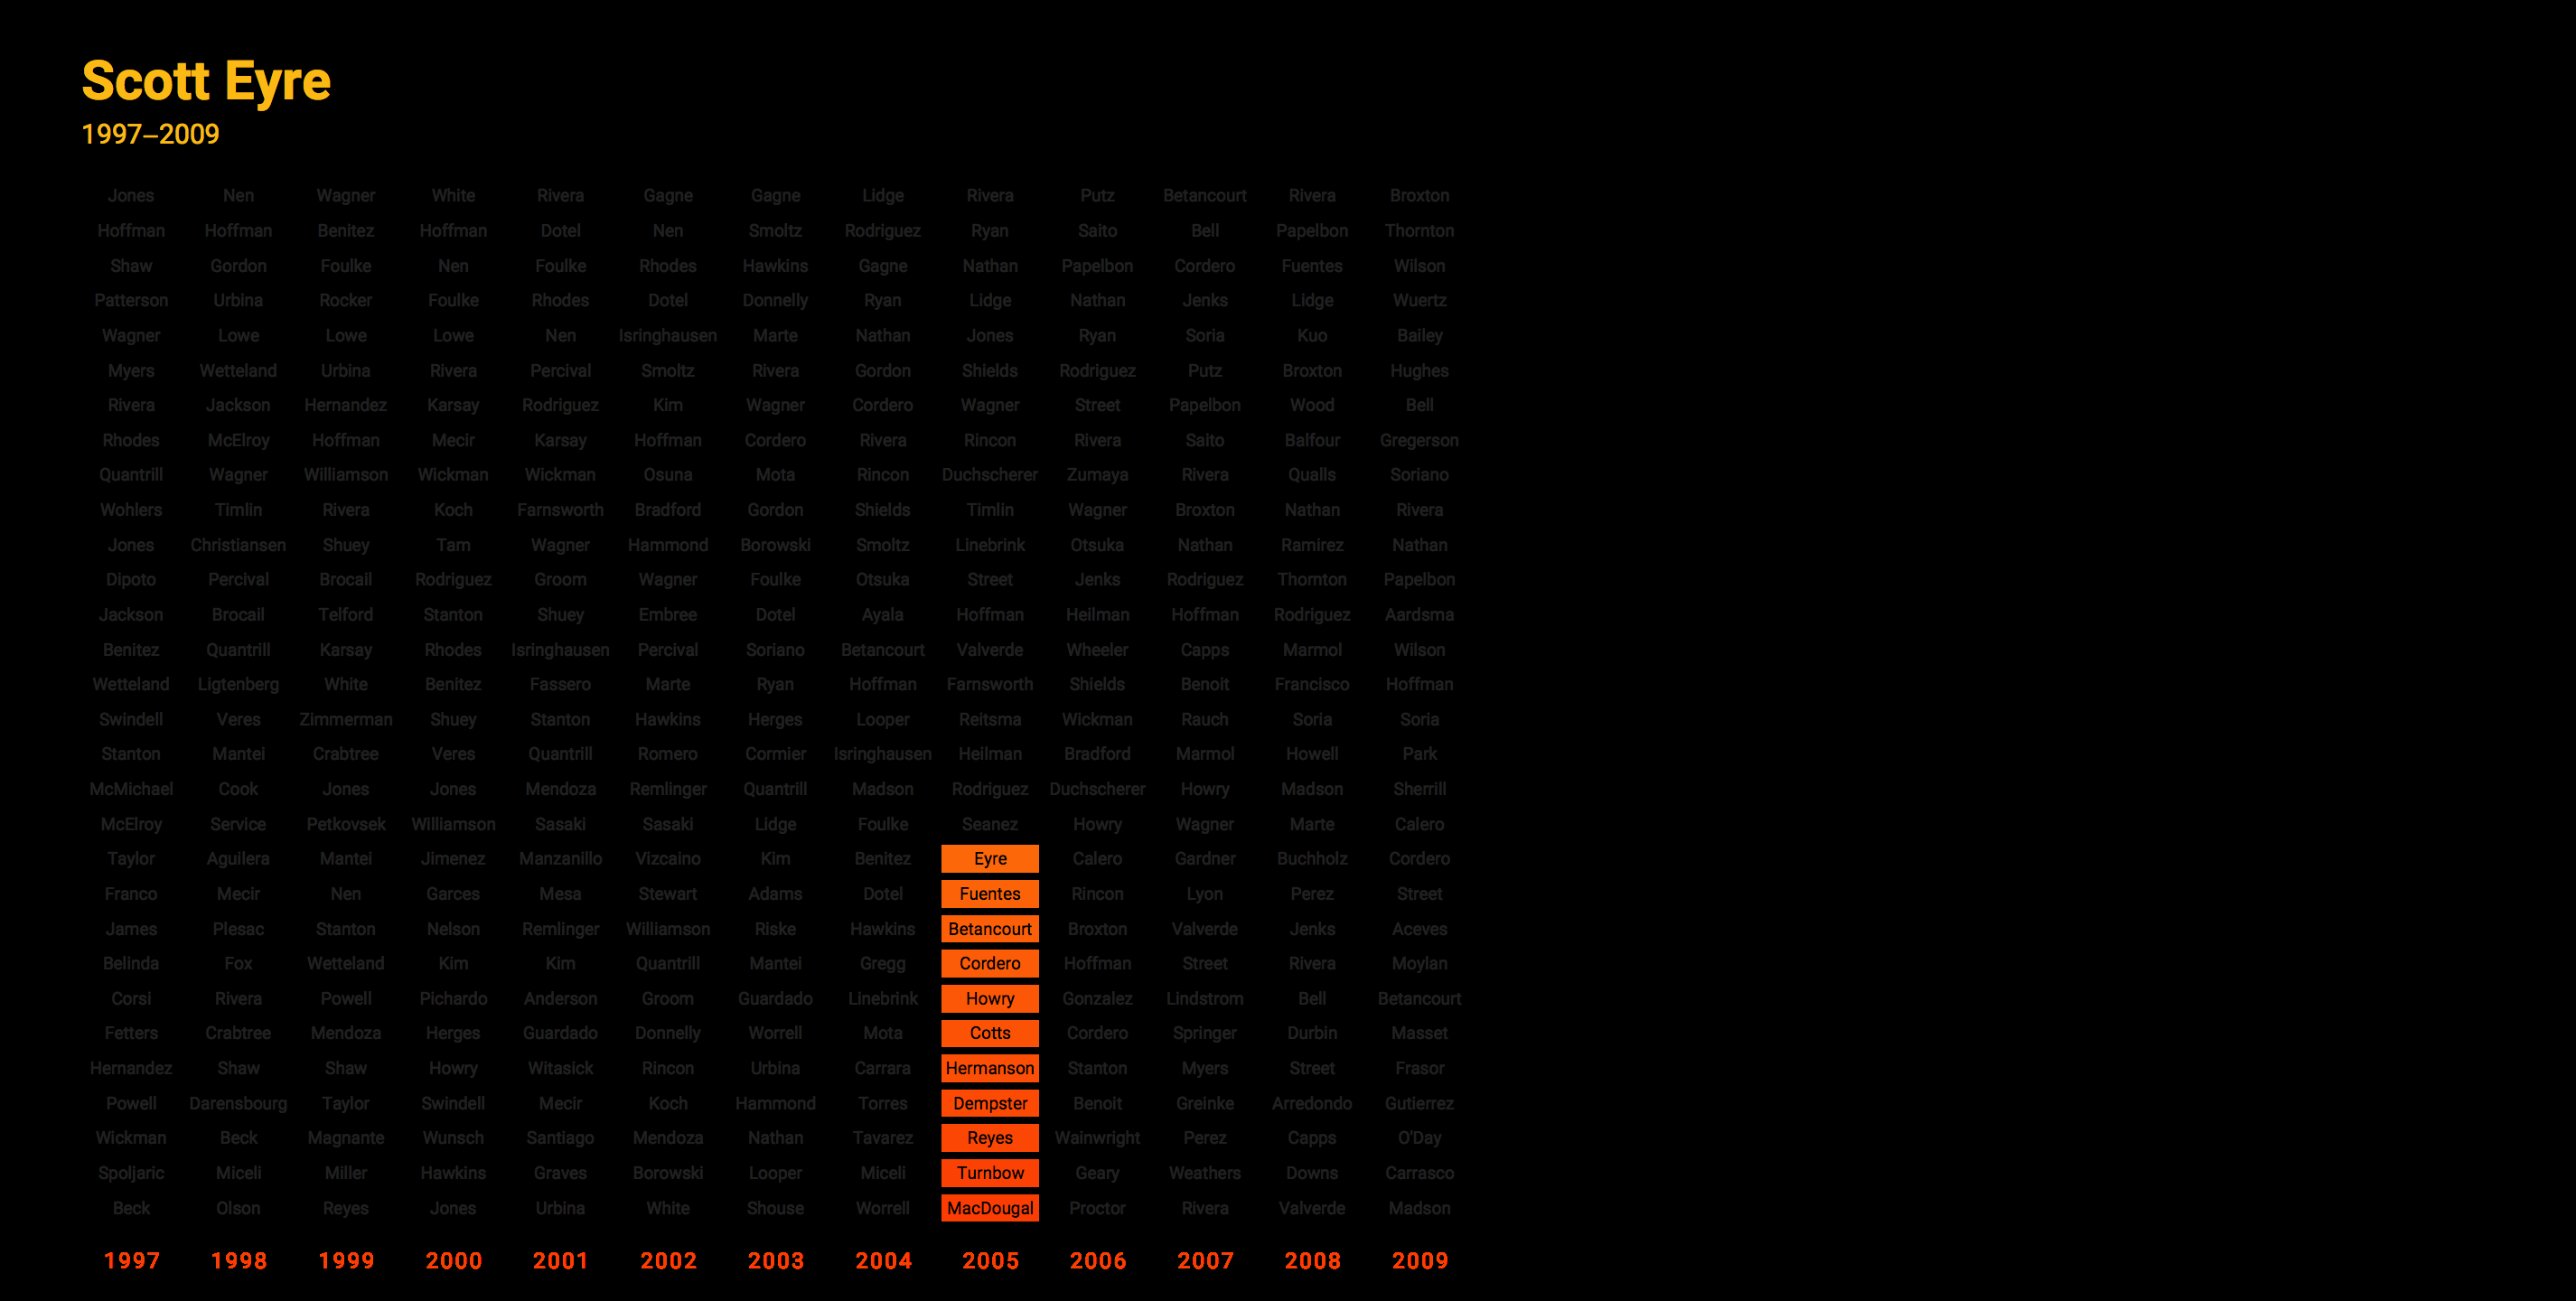 Scott Eyre
1997–2009
Jones Nen Wagner White Rivera Gagne Gagne Lidge Rivera Putz Betancourt Rivera Broxton
Hoffman Hoffman Benitez Hoffman Dotel Nen Smoltz Rodriguez Ryan Saito Bell Papelbon Thornton
Shaw Gordon Foulke Nen Foulke Rhodes Hawkins Gagne Nathan Papelbon Cordero Fuentes Wilson
Patterson Urbina Rocker Foulke Rhodes Dotel Donnelly Ryan Lidge Nathan Jenks Lidge Wuertz
Wagner Lowe Lowe Lowe Nen Isringhausen Marte Nathan Jones Ryan Soria Kuo Bailey
Myers Wetteland Urbina Rivera Percival Smoltz Rivera Gordon Shields Rodriguez Putz Broxton Hughes
Rivera Jackson Hernandez Karsay Rodriguez Kim Wagner Cordero Wagner Street Papelbon Wood Bell
Rhodes McElroy Hoffman Mecir Karsay Hoffman Cordero Rivera Rincon Rivera Saito Balfour Gregerson
Quantrill Wagner Williamson Wickman Wickman Osuna Mota Rincon Duchscherer Zumaya Rivera Qualls Soriano
Wohlers Timlin Rivera Koch Farnsworth Bradford Gordon Shields Timlin Wagner Broxton Nathan Rivera
Jones Christiansen Shuey Tam Wagner Hammond Borowski Smoltz Linebrink Otsuka Nathan Ramirez Nathan
Dipoto Percival Brocail Rodriguez Groom Wagner Foulke Otsuka Street Jenks Rodriguez Thornton Papelbon
Jackson Brocail Telford Stanton Shuey Embree Dotel Ayala Hoffman Heilman Hoffman Rodriguez Aardsma
Benitez Quantrill Karsay Rhodes Isringhausen Percival Soriano Betancourt Valverde Wheeler Capps Marmol Wilson
Wetteland Ligtenberg White Benitez Fassero Marte Ryan Hoffman Farnsworth Shields Benoit Francisco Hoffman
Swindell Veres Zimmerman Shuey Stanton Hawkins Herges Looper Reitsma Wickman Rauch Soria Soria
Stanton Mantei Crabtree Veres Quantrill Romero Cormier Isringhausen Heilman Bradford Marmol Howell Park
McMichael Cook Jones Jones Mendoza Remlinger Quantrill Madson Rodriguez Duchscherer Howry Madson Sherrill
McElroy Service Petkovsek Williamson Sasaki Sasaki Lidge Foulke Seanez Howry Wagner Marte Calero
Taylor Aguilera Mantei Jimenez Manzanillo Vizcaino Kim Benitez Eyre Calero Gardner Buchholz Cordero
Franco Mecir Nen Garces Mesa Stewart Adams Dotel Fuentes Rincon Lyon Perez Street
James Plesac Stanton Nelson Remlinger Williamson Riske Hawkins Betancourt Broxton Valverde Jenks Aceves
Belinda Fox Wetteland Kim Kim Quantrill Mantei Gregg Cordero Hoffman Street Rivera Moylan
Corsi Rivera Powell Pichardo Anderson Groom Guardado Linebrink Howry Gonzalez Lindstrom Bell Betancourt
Fetters Crabtree Mendoza Herges Guardado Donnelly Worrell Mota Cotts Cordero Springer Durbin Masset
Hernandez Shaw Shaw Howry Witasick Rincon Urbina Carrara Hermanson Stanton Myers Street Frasor
Powell Darensbourg Taylor Swindell Mecir Koch Hammond Torres Dempster Benoit Greinke Arredondo Gutierrez
Wickman Beck Magnante Wunsch Santiago Mendoza Nathan Tavarez Reyes Wainwright Perez Capps O'Day
Spoljaric Miceli Miller Hawkins Graves Borowski Looper Miceli Turnbow Geary Weathers Downs Carrasco
Beck Olson Reyes Jones Urbina White Shouse Worrell MacDougal Proctor Rivera Valverde Madson
1997 1998 1999 2000 2001 2002 2003 2004 2005 2006 2007 2008 2009